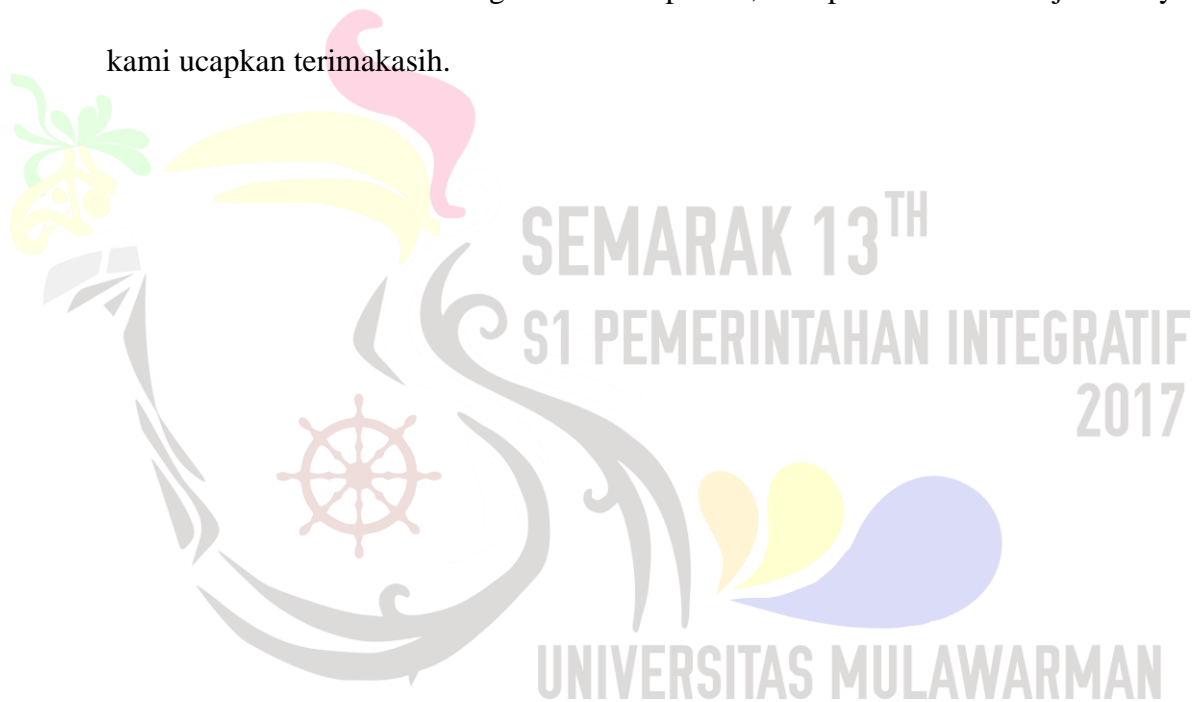 kami ucapkan terimakasih.
SEMARAK 13TH
S1 PEMERINTAHAN INTEGRATIF
2017
UNIVERSITAS MULAWARMAN